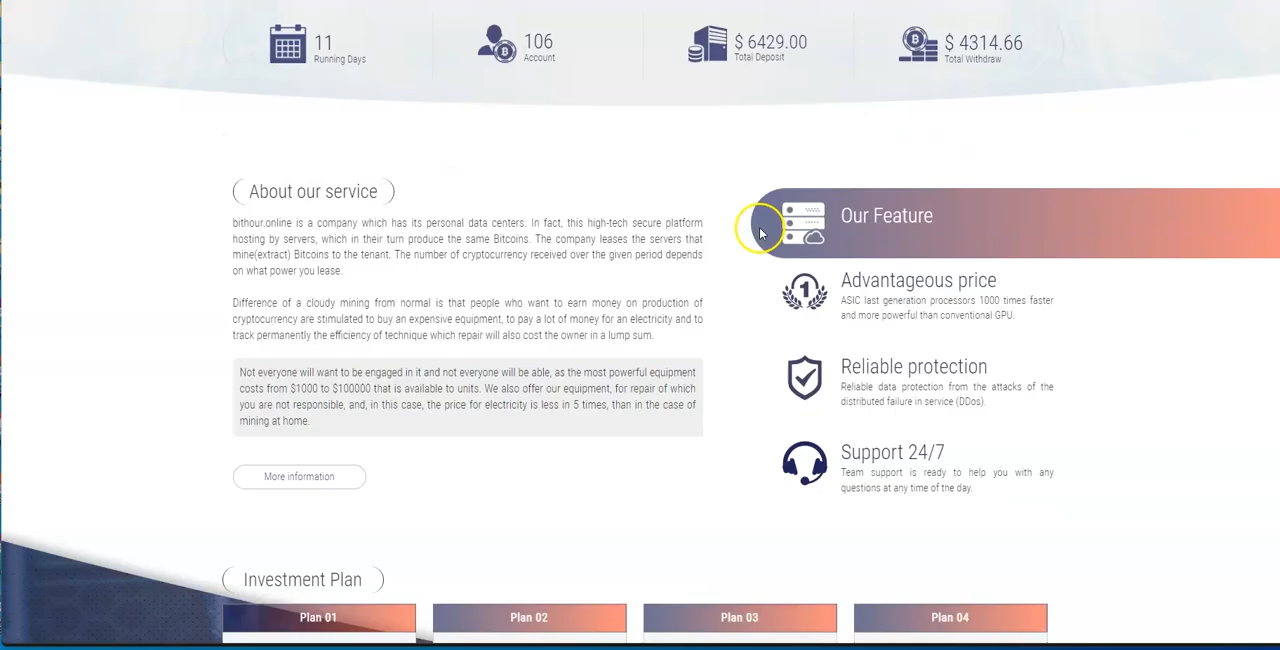 11
Running Days
106
Account
$ 6429.00
Total Deposit
$ 4314.66
Total Withdraw
About our service
bithour.online is a company which has its personal data centers. In fact, this high-tech secure platform
hosting by servers, which in their turn produce the same Bitcoins. The company leases the servers that
mine(extract) Bitcoins to the tenant. The number of cryptocurrency received over the given period depends
on what power you lease.
Difference of a cloudy mining from normal is that people who want to earn money on production of
cryptocurrency are stimulated to buy an expensive equipment, to pay a lot of money for an electricity and to
track permanently the efficiency of technique which repair will also cost the owner in a lump sum.
Not everyone will want to be engaged in it and not everyone will be able, as the most powerful equipment
costs from $1000 to $100000 that is available to units. We also offer our equipment, for repair of which
you are not responsible, and, in this case, the price for electricity is less in 5 times, than in the case of
mining at home.
More information
Our Feature
1
Advantageous price
ASIC last generation processors 1000 times faster
and more powerful than conventional GPU.
Reliable protection
Reliable data protection from the attacks of the
distributed failure in service (DDos).
Support 24/7
Team support is ready to help you with any
questions at any time of the day.
Investment Plan
Plan 01
Plan 02
Plan 03
Plan 04